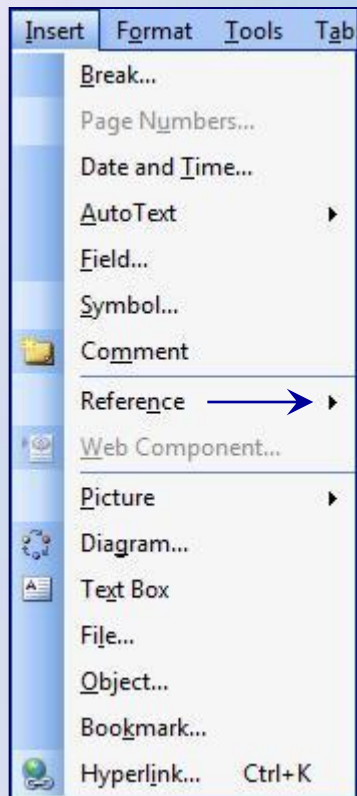 Insert Format Tools Tab
Break...
Page Numbers...
Date and Time...
AutoText
Field...
Symbol...
Comment
Reference
Web Component...
Picture
Diagram...
Text Box
File...
Object...
Bookmark...
Hyperlink... Ctrl+K